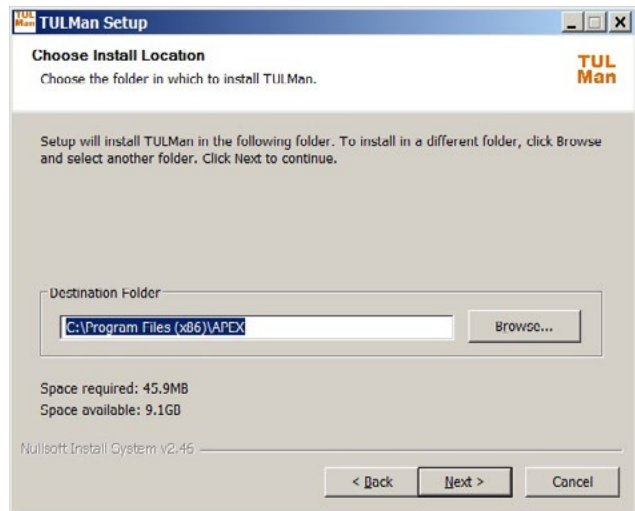 TUL
Man
TULMan Setup
Choose Install Location
Choose the folder in which to install TULMan.
TUL
Man
Setup will install TULMan in the following folder. To install in a different folder, click Browse
and select another folder. Click Next to continue.
Destination Folder
C:\Program Files (x86)\APEX
Browse...
Space required: 45.9MB
Space available: 9.1GB
Nullsoft Install System v2.46
< Back
Next >
Cancel